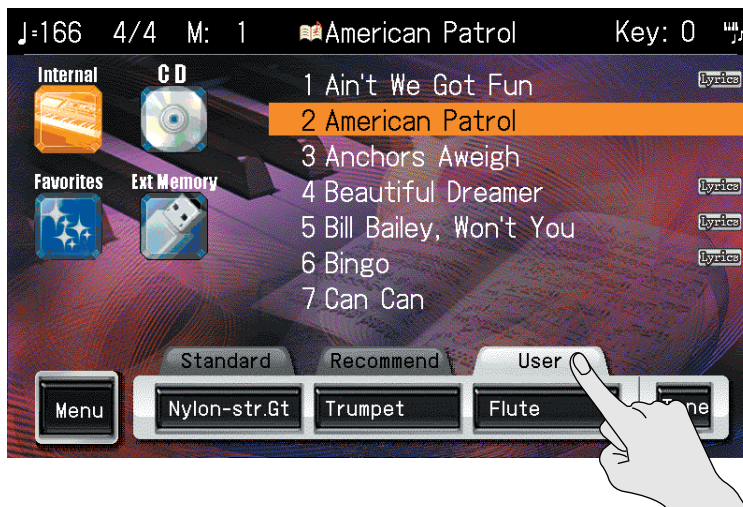 ♩=166 4/4 M: 1 American Patrol Key: 0
Internal CD
1 Ain't We Got Fun Lyrics
2 American Patrol
3 Anchors Aweigh
Favorites Ext Memory
4 Beautiful Dreamer Lyrics
5 Bill Bailey, Won't You Lyrics
6 Bingo Lyrics
7 Can Can
Standard Recommend User
Menu Nylon-str.Gt Trumpet Flute